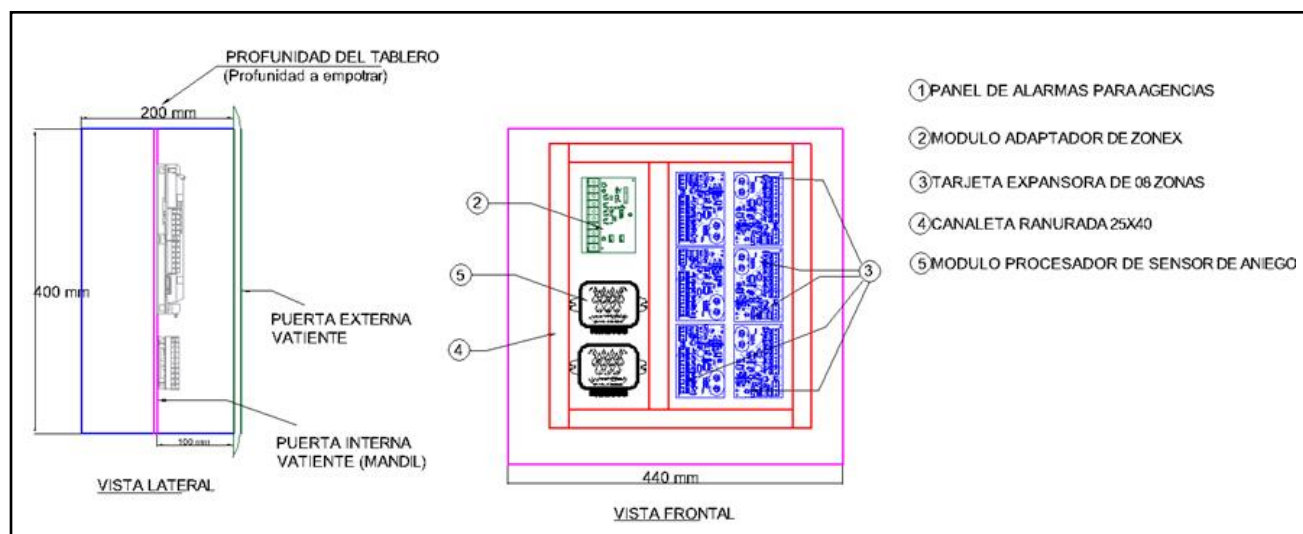 PROFUNIDAD DEL TABLERO
(Profunidad a empotrar)
200 mm
400 mm
100 mm
PUERTA EXTERNA
VATIENTE
PUERTA INTERNA
VATIENTE (MANDIL)
VISTA LATERAL
2
5
4
3
440 mm
VISTA FRONTAL
1 PANEL DE ALARMAS PARA AGENCIAS
2 MODULO ADAPTADOR DE ZONEX
3 TARJETA EXPANSORA DE 08 ZONAS
4 CANALETA RANURADA 25X40
5 MODULO PROCESADOR DE SENSOR DE ANIEGO